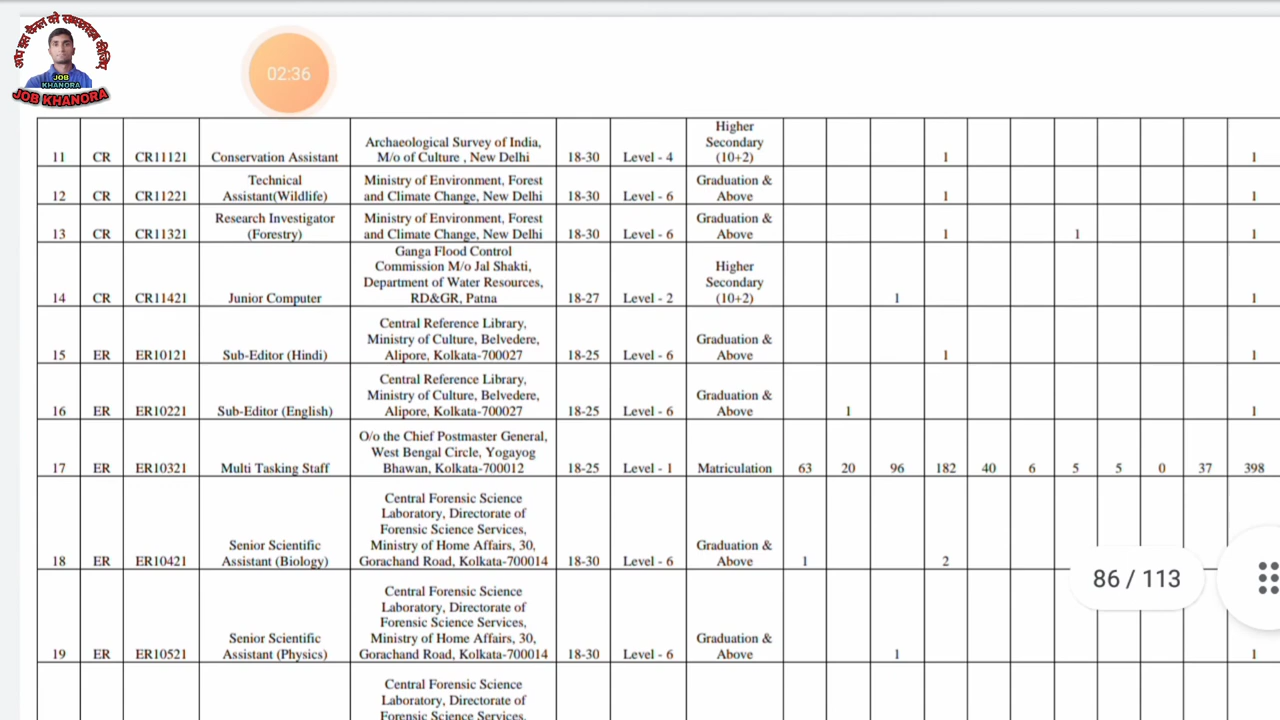 आप इस चैनल को सब्सक्राइब कीजिए
JOB
KHANORA
JOB KHANORA
02:36
11 CR CR11121 Conservation Assistant Archaeological Survey of India, M/o of Culture , New Delhi 18-30 Level - 4 Higher Secondary (10+2) 1 1
12 CR CR11221 Technical Assistant(Wildlife) Ministry of Environment, Forest and Climate Change, New Delhi 18-30 Level - 6 Graduation & Above 1 1
13 CR CR11321 Research Investigator (Forestry) Ministry of Environment, Forest and Climate Change, New Delhi 18-30 Level - 6 Graduation & Above 1 1 1
14 CR CR11421 Junior Computer Ganga Flood Control Commission M/o Jal Shakti, Department of Water Resources, RD&GR, Patna 18-27 Level - 2 Higher Secondary (10+2) 1 1
15 ER ER10121 Sub-Editor (Hindi) Central Reference Library, Ministry of Culture, Belvedere, Alipore, Kolkata-700027 18-25 Level - 6 Graduation & Above 1 1
16 ER ER10221 Sub-Editor (English) Central Reference Library, Ministry of Culture, Belvedere, Alipore, Kolkata-700027 18-25 Level - 6 Graduation & Above 1 1
17 ER ER10321 Multi Tasking Staff O/o the Chief Postmaster General, West Bengal Circle, Yogayog Bhawan, Kolkata-700012 18-25 Level - 1 Matriculation 63 20 96 182 40 6 5 5 0 37 398
18 ER ER10421 Senior Scientific Assistant (Biology) Central Forensic Science Laboratory, Directorate of Forensic Science Services, Ministry of Home Affairs, 30, Gorachand Road, Kolkata-700014 18-30 Level - 6 Graduation & Above 1 2
86 / 113
19 ER ER10521 Senior Scientific Assistant (Physics) Central Forensic Science Laboratory, Directorate of Forensic Science Services, Ministry of Home Affairs, 30, Gorachand Road, Kolkata-700014 18-30 Level - 6 Graduation & Above 1 1
Central Forensic Science
Laboratory, Directorate of
Forensic Science Services,